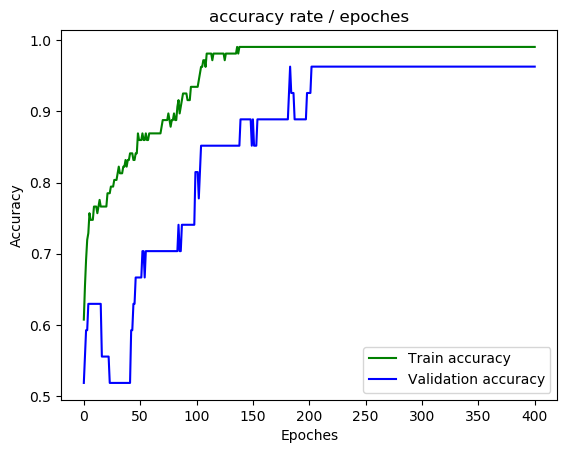 accuracy rate / epoches
1.0
0.9
0.8
0.7
0.6
0.5
Accuracy
Train accuracy
Validation accuracy
0 50 100 150 200 250 300 350 400
Epoches